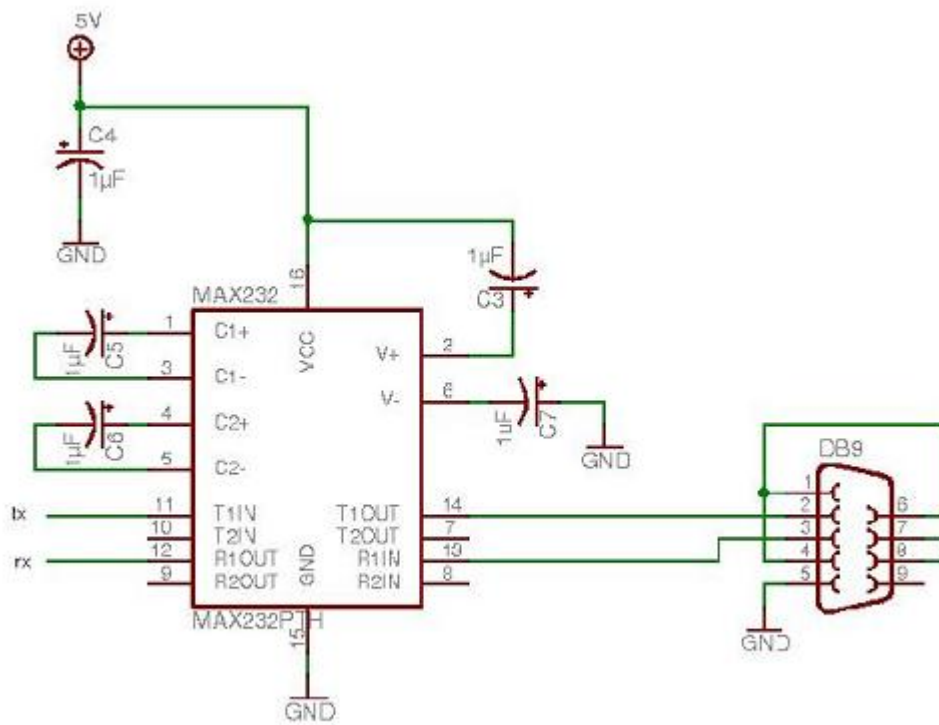 5V
C4
1µF
GND
16
1µF
C3
MAX232
1
C1+
VCC
V+
2
1µF
C5
3
C1-
V-
6
1µF
C7
4
C2+
GND
1µF
C6
5
C2-
DB9
1
tx
11
T1IN
T1OUT
14
2
6
10
T2IN
T2OUT
7
3
7
rx
12
R1OUT
GND
R1IN
13
4
8
9
R2OUT
R2IN
8
5
9
MAX232PTH
15
GND
GND